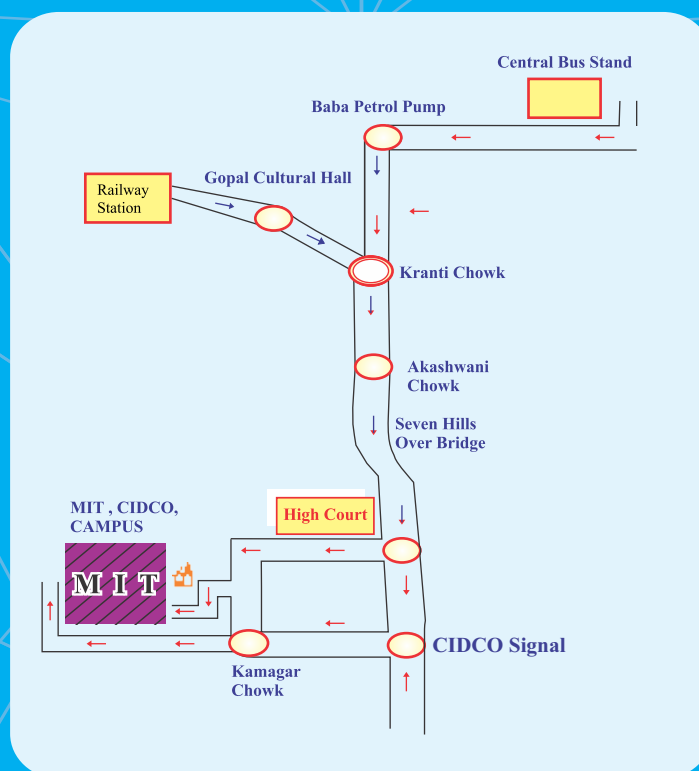 Central Bus Stand
Baba Petrol Pump
Gopal Cultural Hall
Railway
Station
Kranti Chowk
Akashwani
Chowk
Seven Hills
Over Bridge
MIT , CIDCO,
CAMPUS
High Court
M I T
CIDCO Signal
Kamagar
Chowk